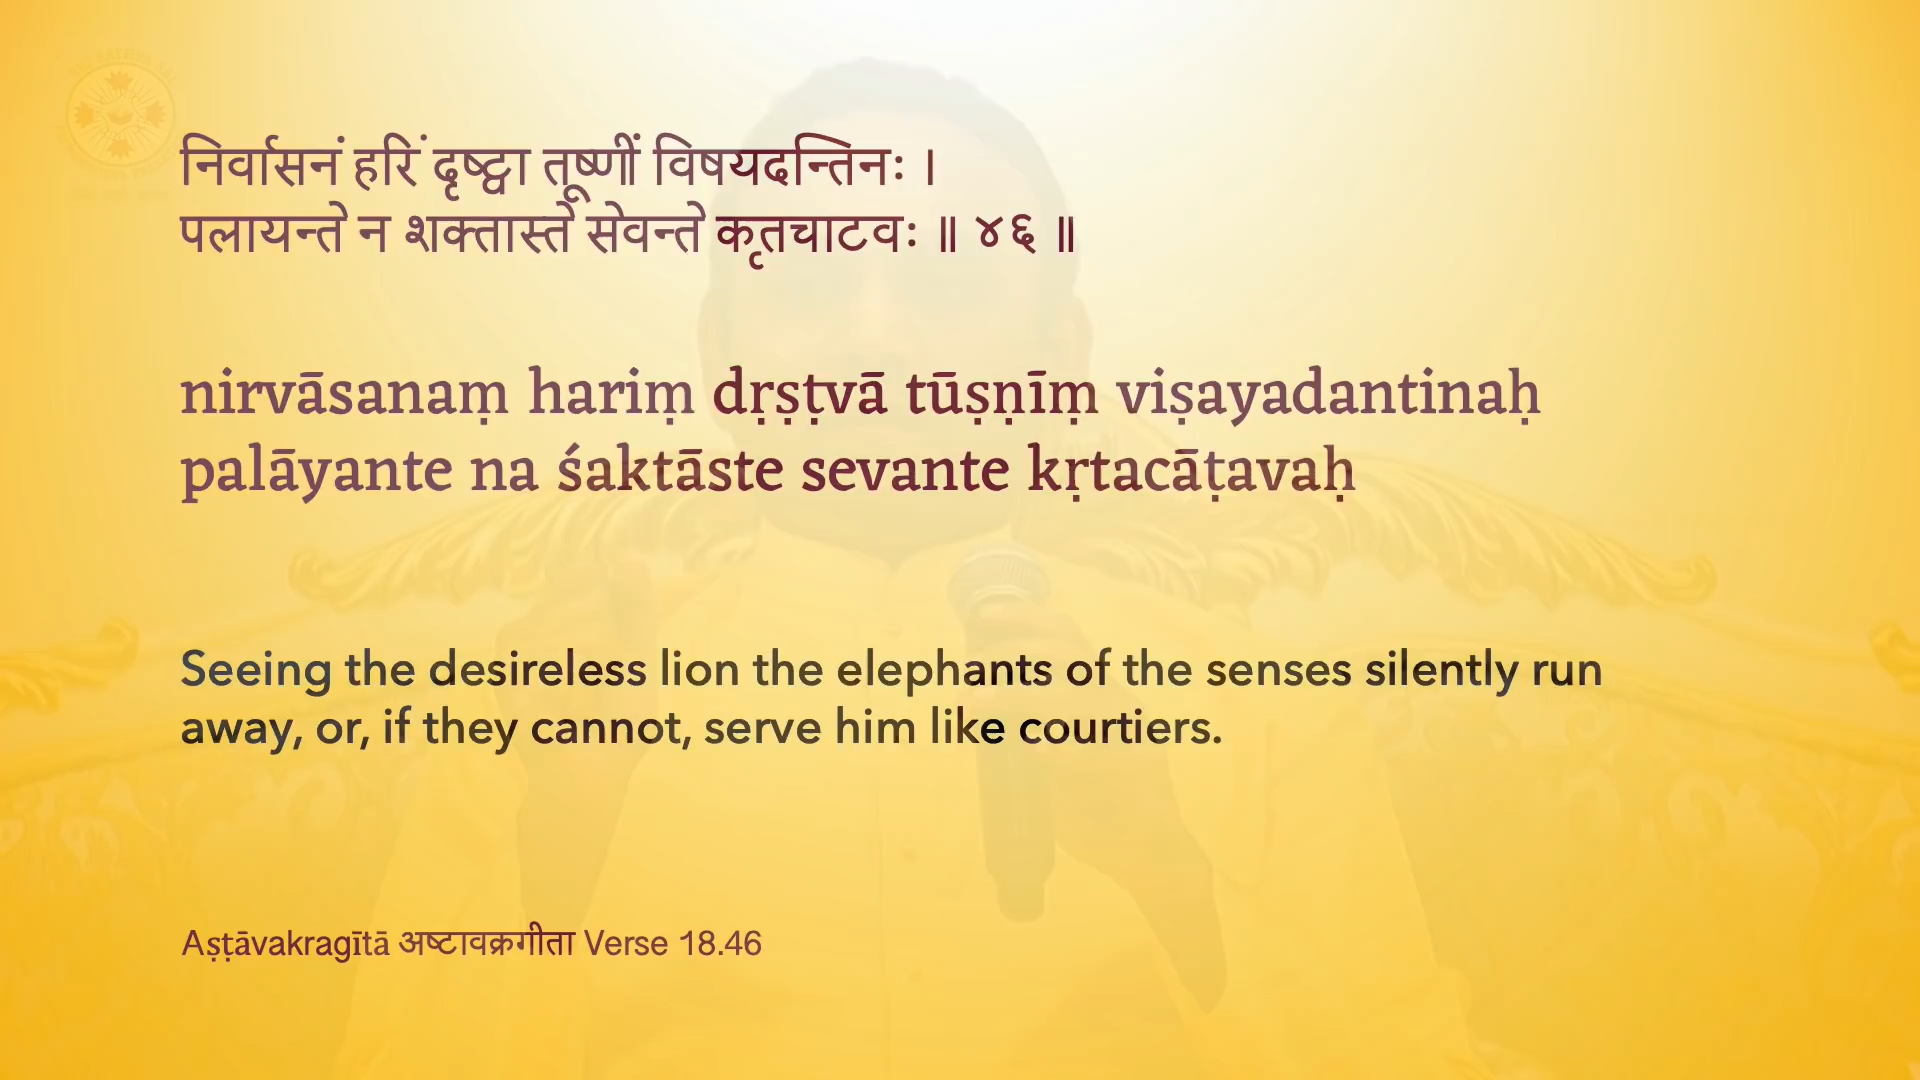 निर्वासनं हरिं दृष्ट्वा तूष्णीं विषयदन्तिनः ।
पलायन्ते न शक्तास्ते सेवन्ते कृतचाटवः ॥ ४६ ॥
nirvāsanaṃ hariṃ dṛṣṭvā tūṣṇīṃ viṣayadantinaḥ
palāyante na śaktāste sevante kṛtacāṭavaḥ
Seeing the desireless lion the elephants of the senses silently run
away, or, if they cannot, serve him like courtiers.
Aṣṭāvakragītā अष्टावक्रगीता Verse 18.46